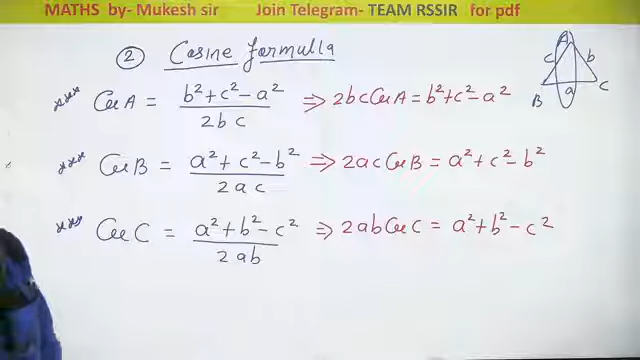 MATHS by- Mukesh sir Join Telegram- TEAM RSSIR for pdf
② Cosine formulla
*** Cos A = (b² + c² - a²) / 2bc ⇒ 2bc Cos A = b² + c² - a²
*** Cos B = (a² + c² - b²) / 2ac ⇒ 2ac Cos B = a² + c² - b²
*** Cos C = (a² + b² - c²) / 2ab ⇒ 2ab Cos C = a² + b² - c²
A
c b
B a C